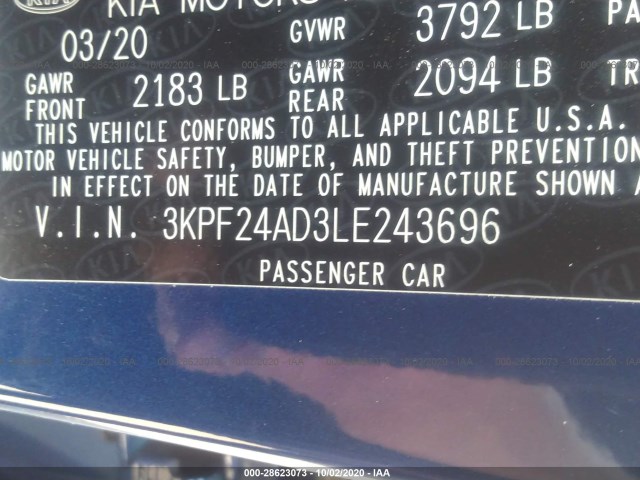 KIA MOTORS
03/20 GVWR 3792 LB PA
GAWR FRONT 2183 LB GAWR REAR 2094 LB TR
THIS VEHICLE CONFORMS TO ALL APPLICABLE U.S.A.
MOTOR VEHICLE SAFETY, BUMPER, AND THEFT PREVENTION
IN EFFECT ON THE DATE OF MANUFACTURE SHOWN A
V.I.N. 3KPF24AD3LE243696
PASSENGER CAR
000-28623073 - 10/02/2020 - IAA